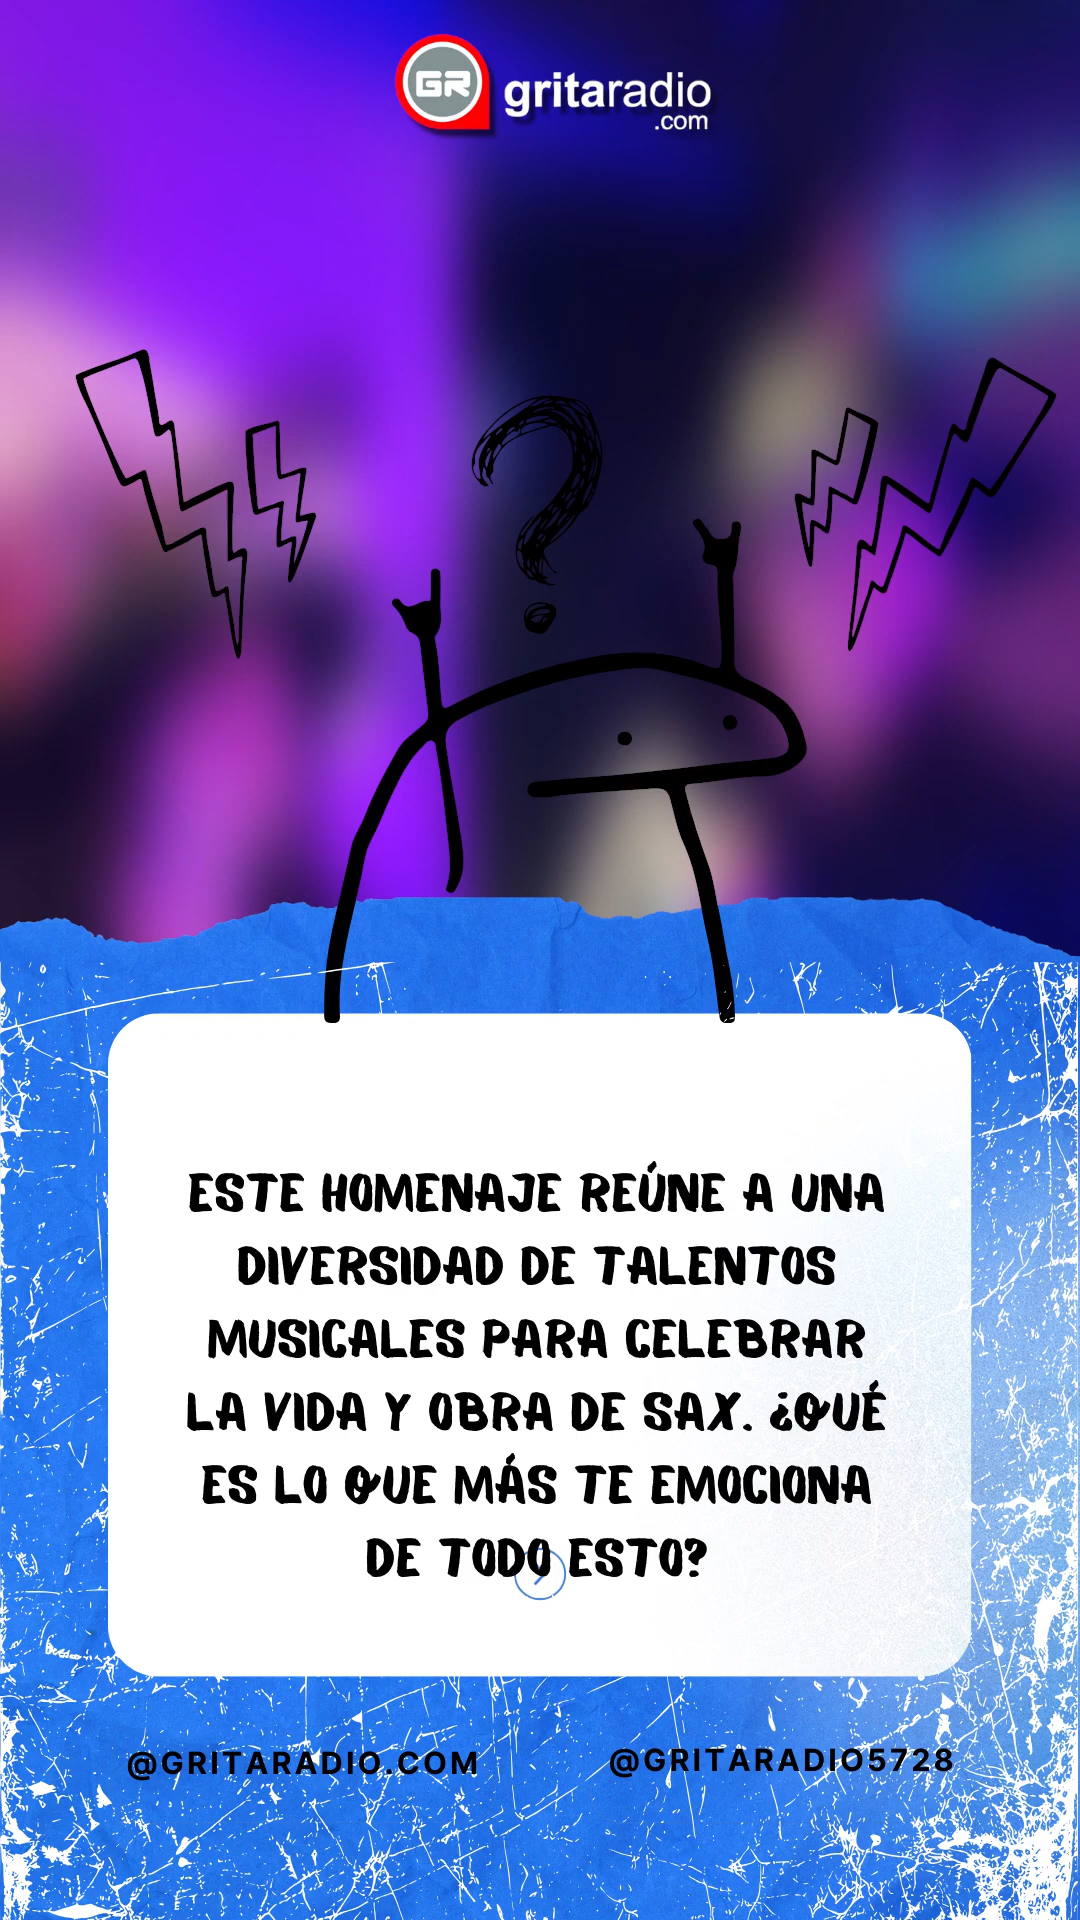 GR gritaradio
.com
ESTE HOMENAJE REÚNE A UNA
DIVERSIDAD DE TALENTOS
MUSICALES PARA CELEBRAR
LA VIDA Y OBRA DE SAX. ¿QUÉ
ES LO QUE MÁS TE EMOCIONA
DE TODO ESTO?
@GRITARADIO.COM @GRITARADIO5728